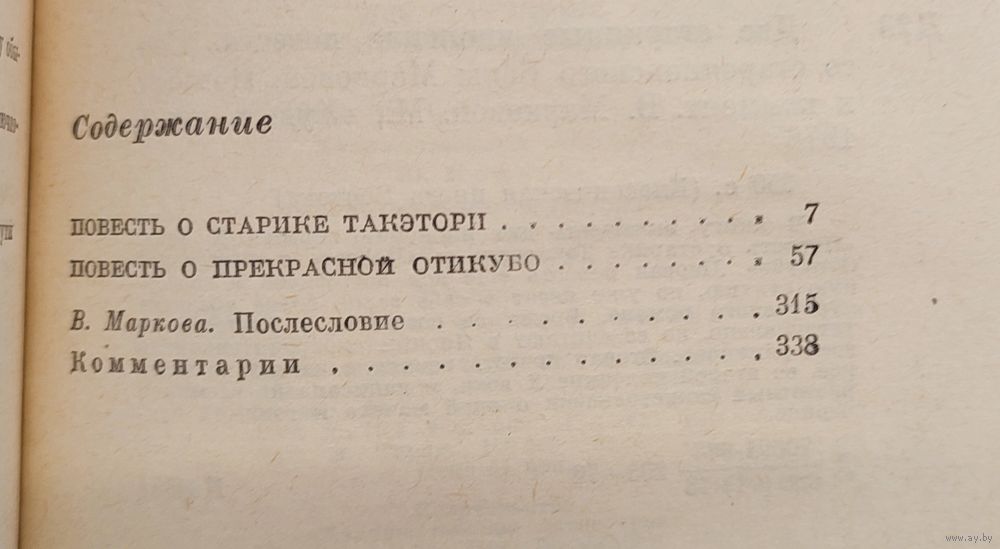 Содержание
ПОВЕСТЬ О СТАРИКЕ ТАКЭТОРИ . . . . . . . . . 7
ПОВЕСТЬ О ПРЕКРАСНОЙ ОТИКУБО . . . . . . . . 57
В. Маркова. Послесловие . . . . . . . . . . . . 315
Комментарии . . . . . . . . . . . . . . . 338
www.ay.by